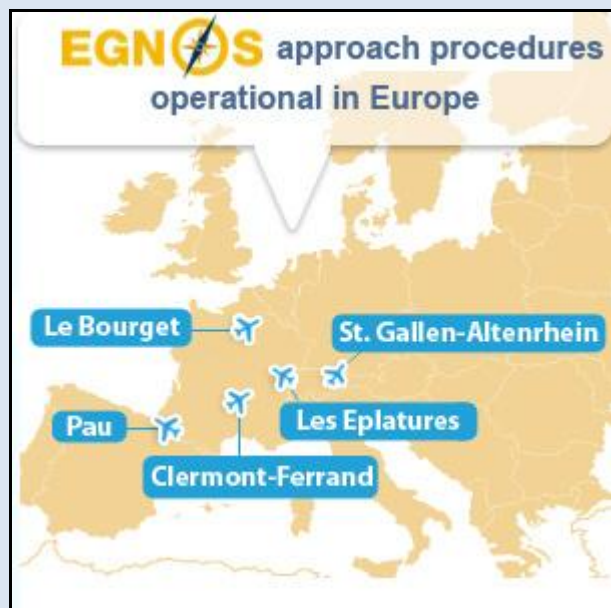 EGNOS approach procedures
operational in Europe
Le Bourget
St. Gallen-Altenrhein
Pau
Les Eplatures
Clermont-Ferrand